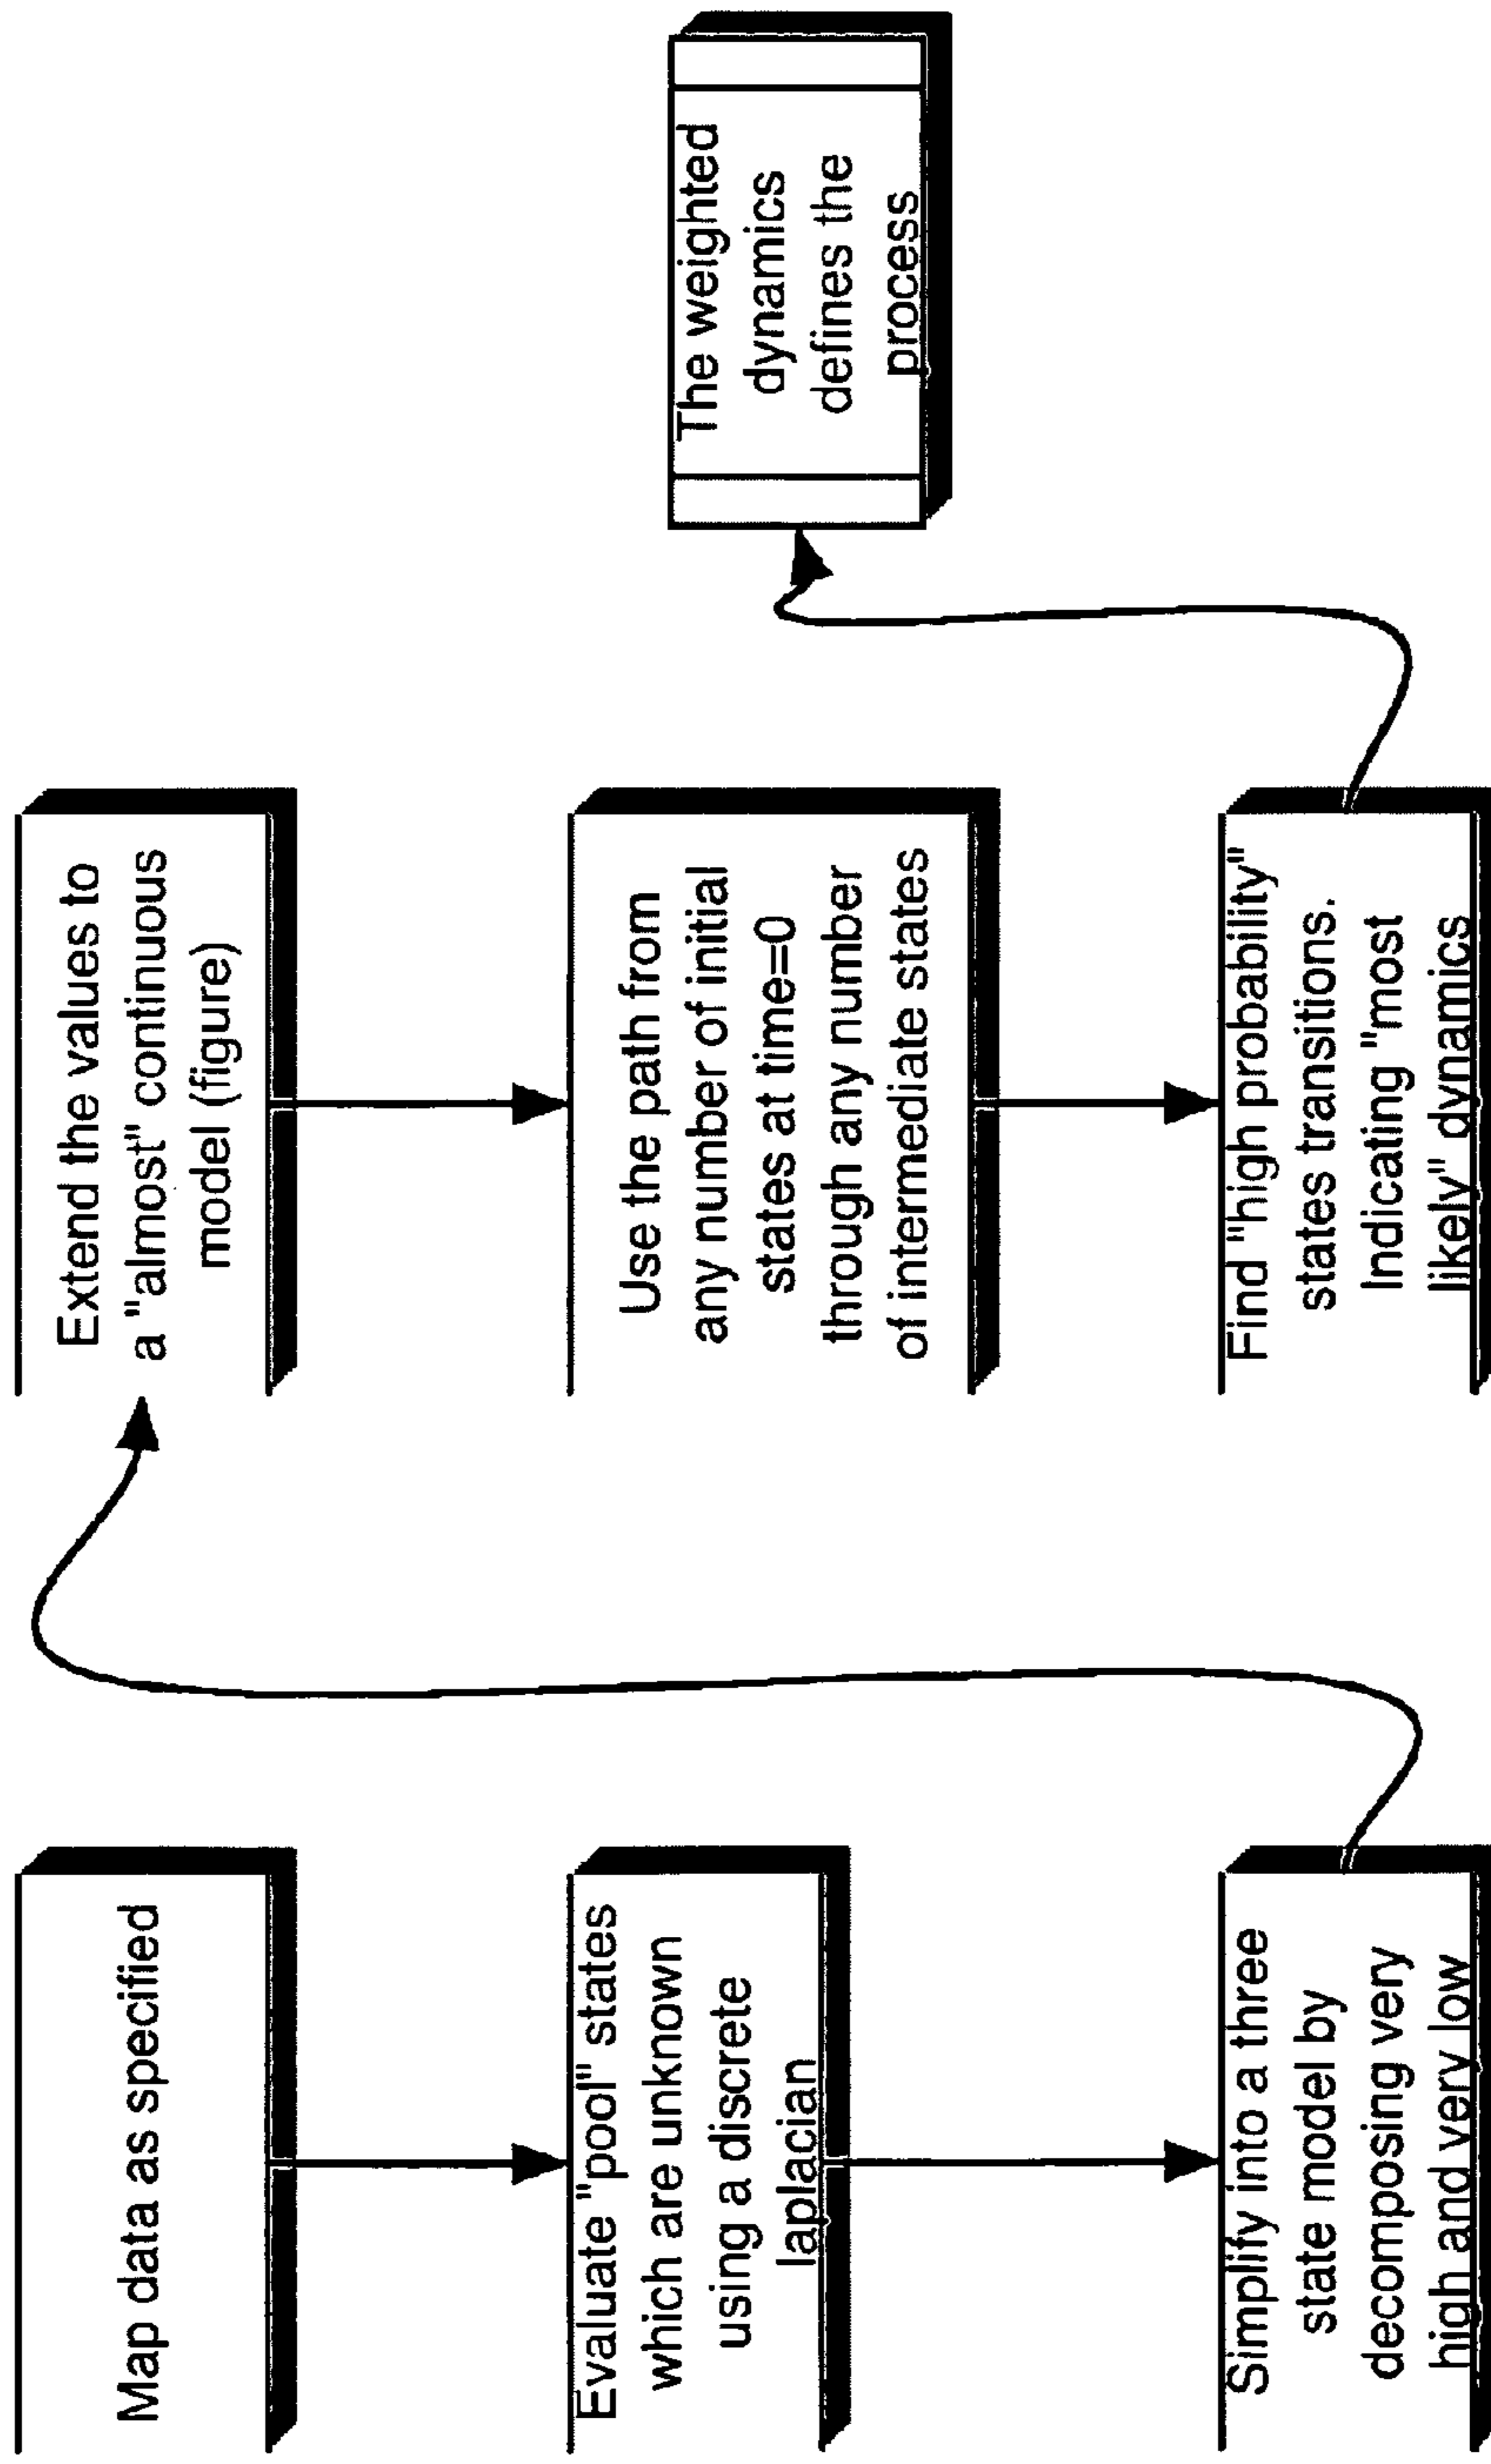 Map data as specified
Evaluate "pool" states
which are unknown
using a discrete
laplacian
Simplify into a three
state model by
decomposing very
high and very low
Extend the values to
a "almost" continuous
model (figure)
Use the path from
any number of initial
states at time=0
through any number
of intermediate states
Find "high probability"
states transitions.
Indicating "most
likely" dynamics
The weighted
dynamics
defines the
process